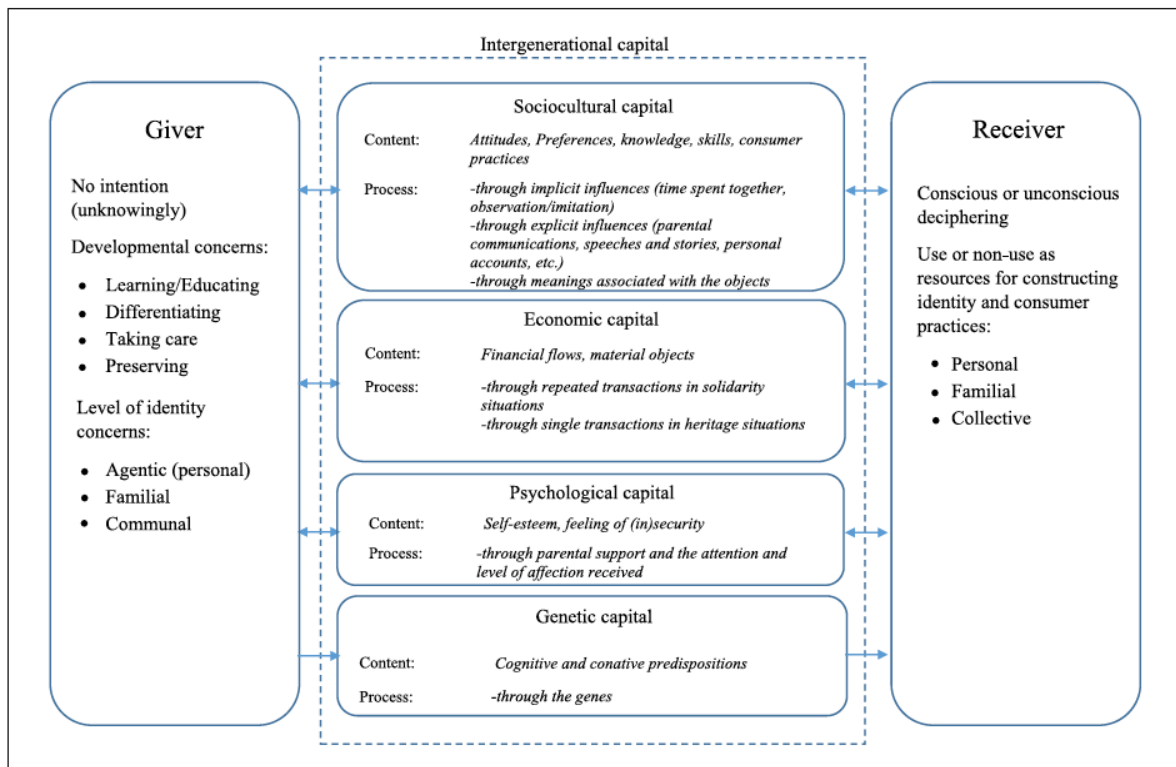 Intergenerational capital
Giver
No intention
(unknowingly)
Developmental concerns:
• Learning/Educating
• Differentiating
• Taking care
• Preserving
Level of identity
concerns:
• Agentic (personal)
• Familial
• Communal
Sociocultural capital
Content: Attitudes, Preferences, knowledge, skills, consumer
practices
Process: -through implicit influences (time spent together,
observation/imitation)
-through explicit influences (parental
communications, speeches and stories, personal
accounts, etc.)
-through meanings associated with the objects
Economic capital
Content: Financial flows, material objects
Process: -through repeated transactions in solidarity
situations
-through single transactions in heritage situations
Psychological capital
Content: Self-esteem, feeling of (in)security
Process: -through parental support and the attention and
level of affection received
Genetic capital
Content: Cognitive and conative predispositions
Process: -through the genes
Receiver
Conscious or unconscious
deciphering
Use or non-use as
resources for constructing
identity and consumer
practices:
• Personal
• Familial
• Collective